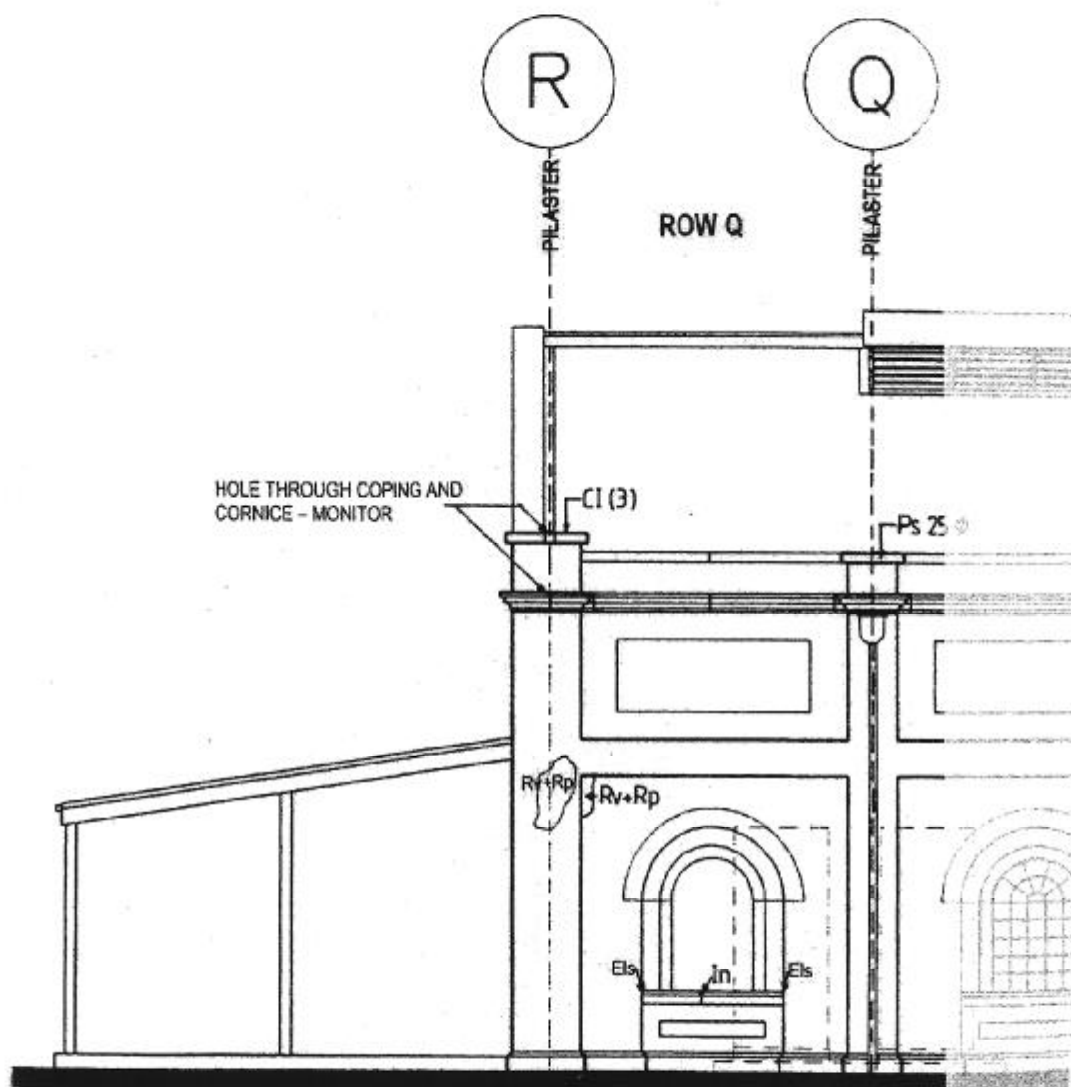 R
Q
PILASTER
PILASTER
ROW Q
HOLE THROUGH COPING AND
CORNICE – MONITOR
CI (3)
Ps 25
Rv+Rp
Rv+Rp
Els
In
Els